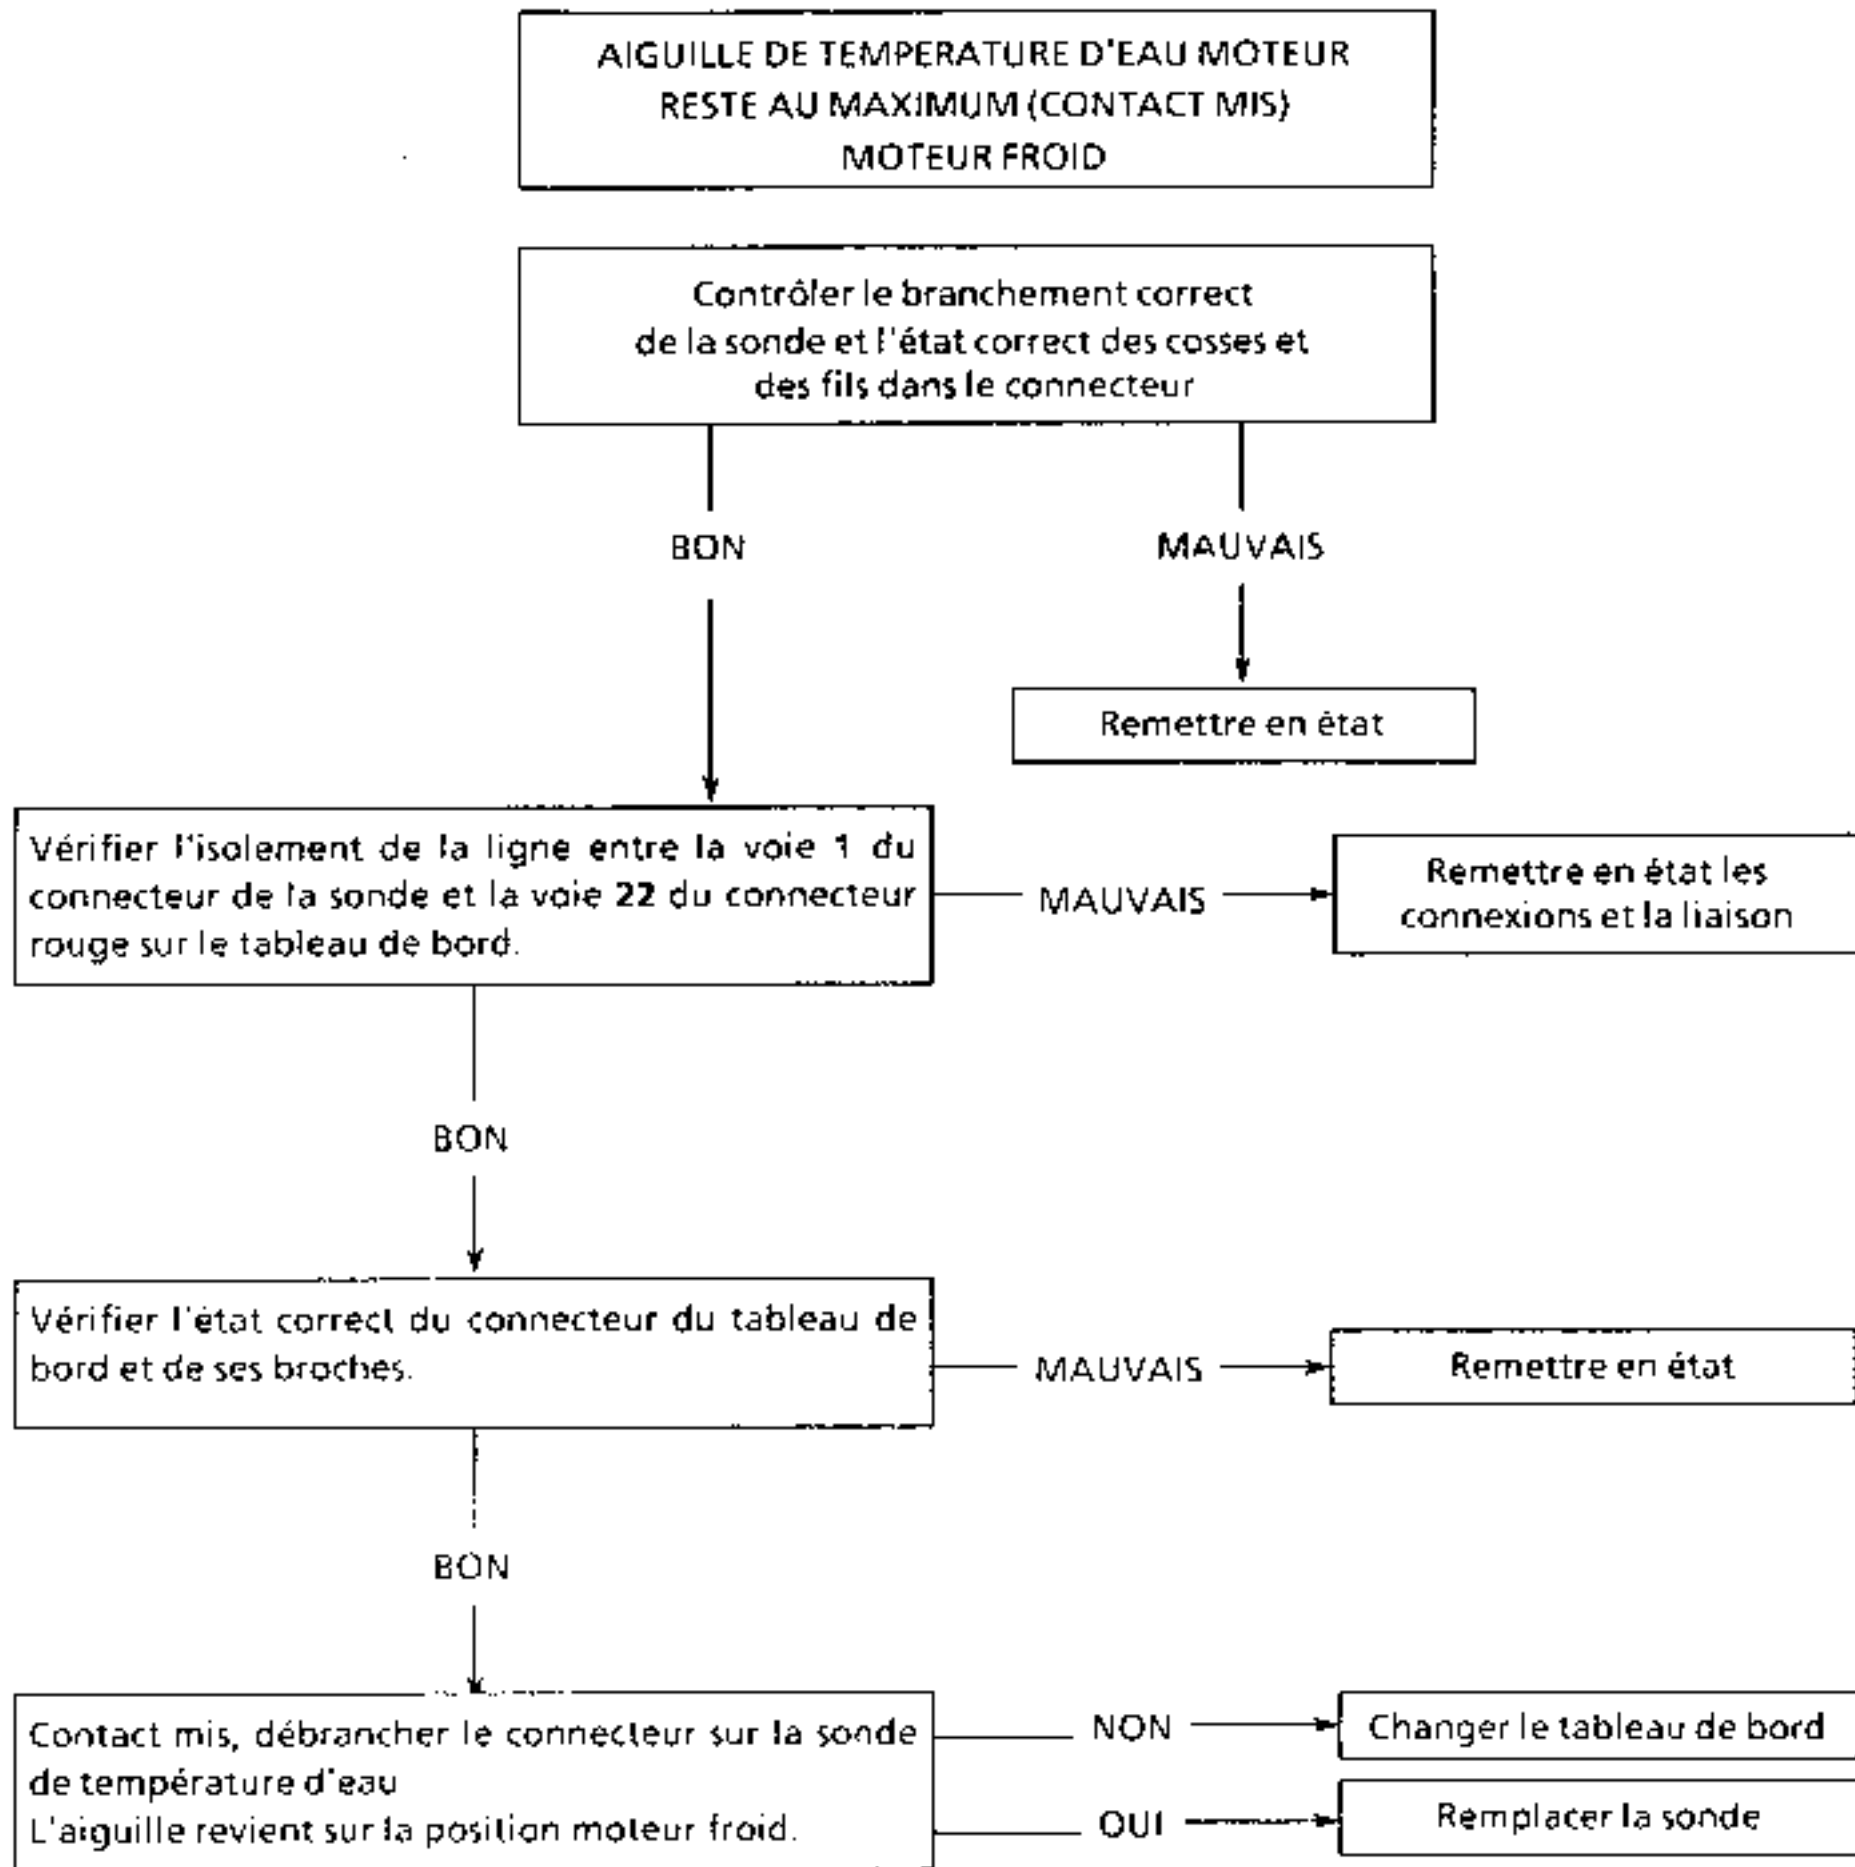 AIGUILLE DE TEMPERATURE D'EAU MOTEUR
RESTE AU MAXIMUM (CONTACT MIS)
MOTEUR FROID
Contrôler le branchement correct
de la sonde et l'état correct des cosses et
des fils dans le connecteur
BON
MAUVAIS
Remettre en état
Vérifier l'isolement de la ligne entre la voie 1 du
connecteur de la sonde et la voie 22 du connecteur
rouge sur le tableau de bord.
MAUVAIS
Remettre en état les
connexions et la liaison
BON
Vérifier l'état correct du connecteur du tableau de
bord et de ses broches.
MAUVAIS
Remettre en état
BON
Contact mis, débrancher le connecteur sur la sonde
de température d'eau
L'aiguille revient sur la position moteur froid.
NON
Changer le tableau de bord
OUI
Remplacer la sonde